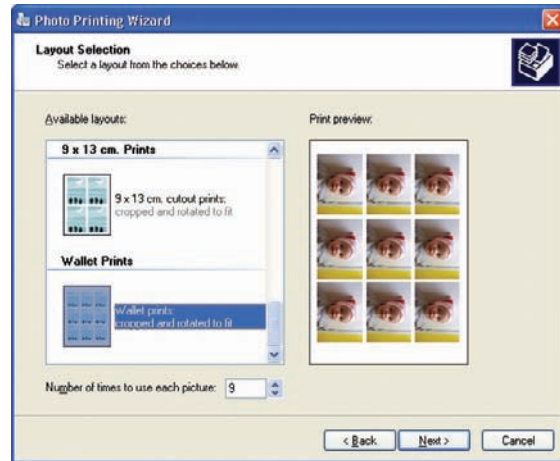 Photo Printing Wizard
Layout Selection
Select a layout from the choices below.
Available layouts:
9 x 13 cm. Prints
9 x 13 cm. cutout prints:
cropped and rotated to fit
Wallet Prints
Wallet prints:
cropped and rotated to fit
Number of times to use each picture: 9
Print preview:
< Back Next > Cancel